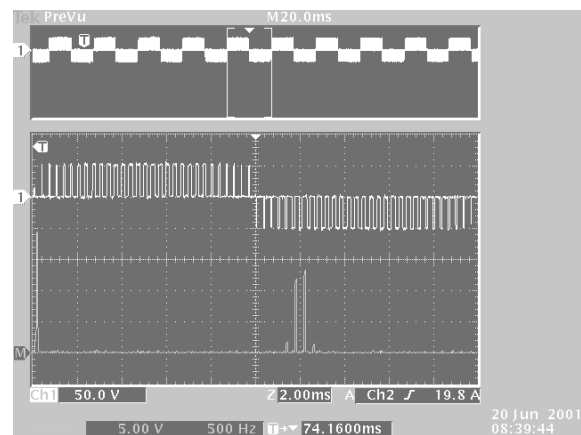 Tek PreVu M20.0ms
T
1
T
1
M
Ch1 50.0 V Z 2.00ms A Ch2 ƒ 19.8 A
5.00 V 500 Hz T→▼ 74.1600ms
20 Jun 2001
08:39:44